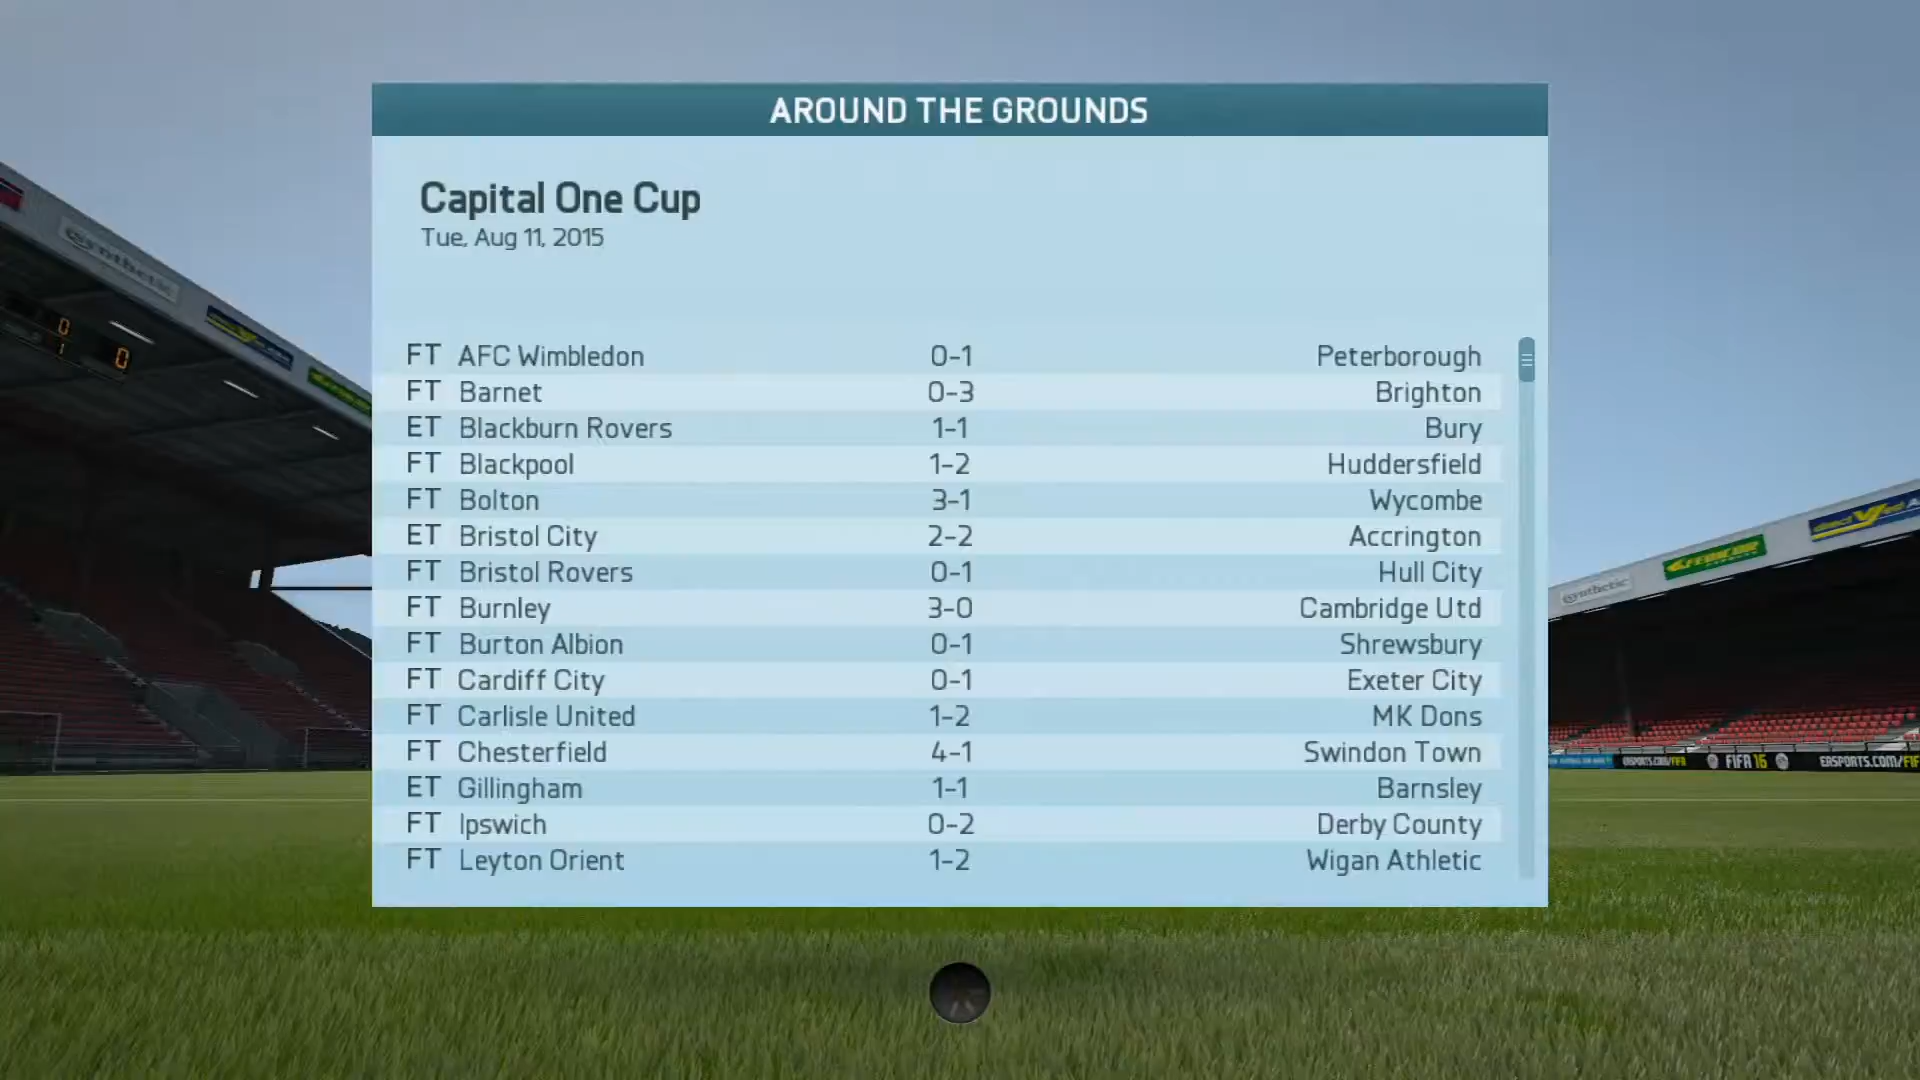 AROUND THE GROUNDS
Capital One Cup
Tue, Aug 11, 2015
FT AFC Wimbledon 0-1 Peterborough
FT Barnet 0-3 Brighton
ET Blackburn Rovers 1-1 Bury
FT Blackpool 1-2 Huddersfield
FT Bolton 3-1 Wycombe
ET Bristol City 2-2 Accrington
FT Bristol Rovers 0-1 Hull City
FT Burnley 3-0 Cambridge Utd
FT Burton Albion 0-1 Shrewsbury
FT Cardiff City 0-1 Exeter City
FT Carlisle United 1-2 MK Dons
FT Chesterfield 4-1 Swindon Town
ET Gillingham 1-1 Barnsley
FT Ipswich 0-2 Derby County
FT Leyton Orient 1-2 Wigan Athletic
0
1
0
FIFA 16